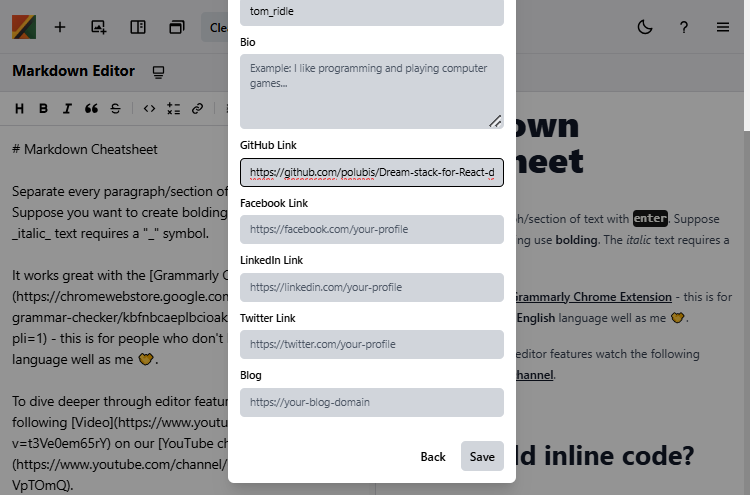 tom_ridle
Clea
Bio
Markdown Editor
Example: I like programming and playing computer
games...
H B I S
GitHub Link
https://github.com/polubis/Dream-stack-for-React-d
Facebook Link
https://facebook.com/your-profile
LinkedIn Link
https://linkedin.com/your-profile
Twitter Link
https://twitter.com/your-profile
Blog
https://your-blog-domain
Back
Save
# Markdown Cheatsheet
Separate every paragraph/section of
Suppose you want to create bolding
_italic_ text requires a "_" symbol.
It works great with the [Grammarly C
(https://chromewebstore.google.com
grammar-checker/kbfnbcaeplbcioak
pli=1) - this is for people who don't
language well as me
To dive deeper through editor featur
following [Video](https://www.youtu
v=t3Ve0em65rY) on our [YouTube ch
(https://www.youtube.com/channel/
VpTOmQ).
own
heet
oh/section of text with enter. Suppose
ing use bolding. The italic text requires a
Grammarly Chrome Extension - this is for
English language well as me
editor features watch the following
hannel.
ld inline code?